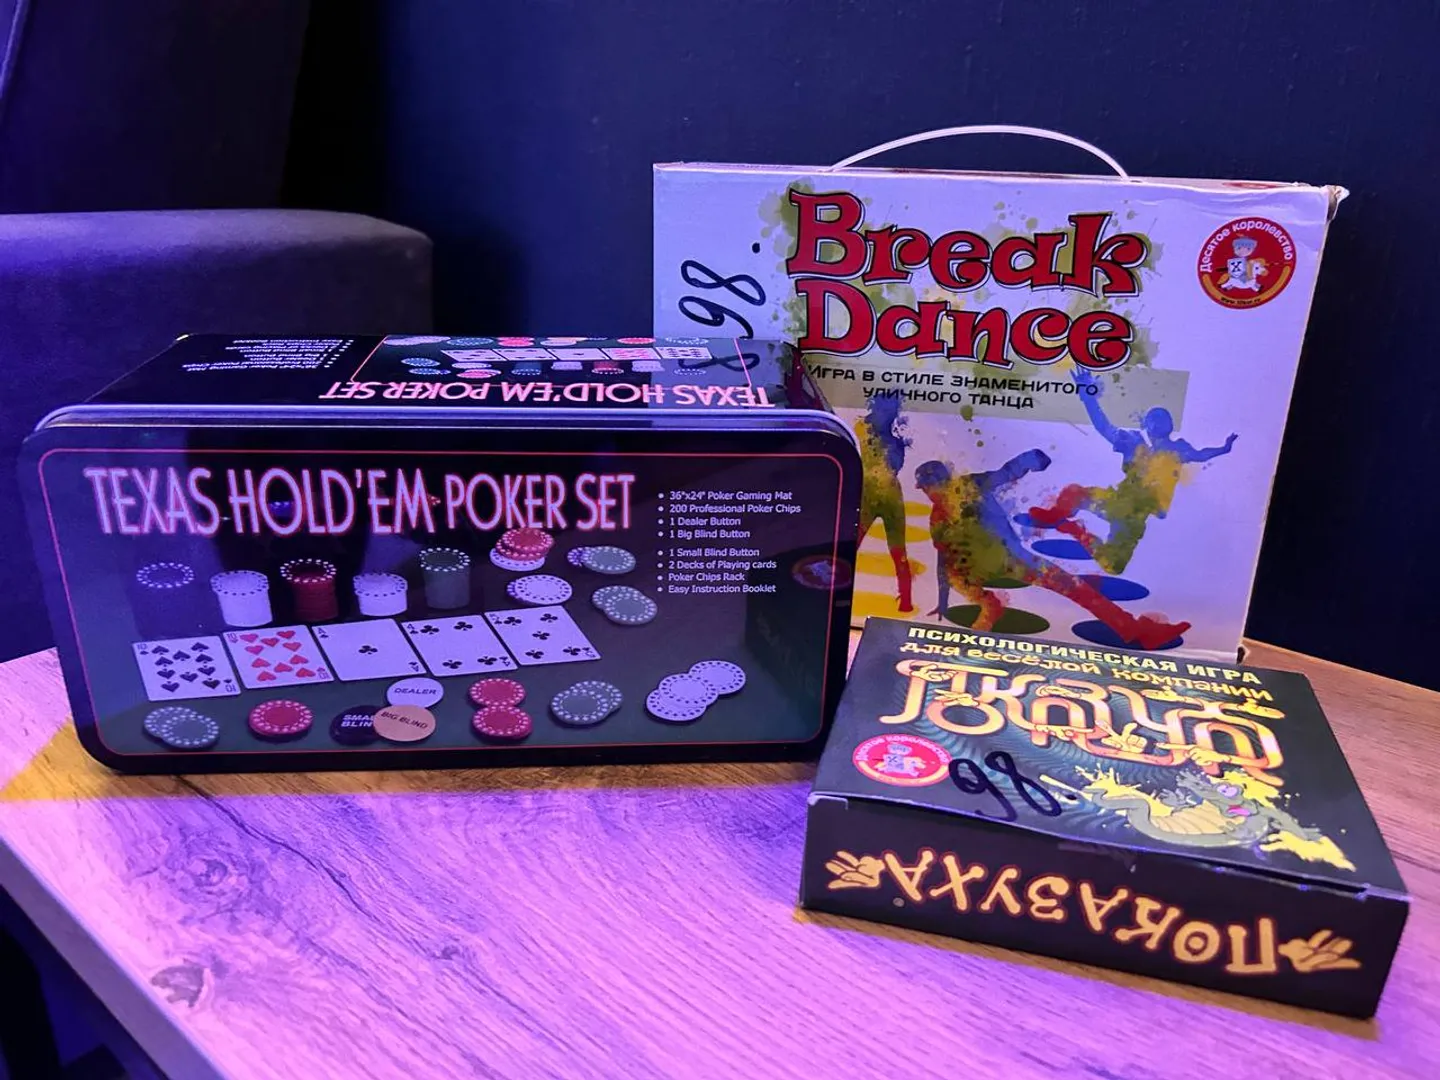 TEXAS HOLD'EM POKER SET
TEXAS HOLD'EM POKER SET
36"x24" Poker Gaming Mat
200 Professional Poker Chips
1 Dealer Button
1 Big Blind Button
1 Small Blind Button
2 Decks of Playing cards
Poker Chips Rack
Easy Instruction Booklet
DEALER
BIG BLIND
Break
Dance
ИГРА В СТИЛЕ ЗНАМЕНИТОГО
УЛИЧНОГО ТАНЦА
Десятое королевство
98.
ПСИХОЛОГИЧЕСКАЯ ИГРА
ДЛЯ ВЕСЁЛОЙ КОМПАНИИ
ПОКАЗУХА
Десятое королевство
98.
ПОКАЗУХА